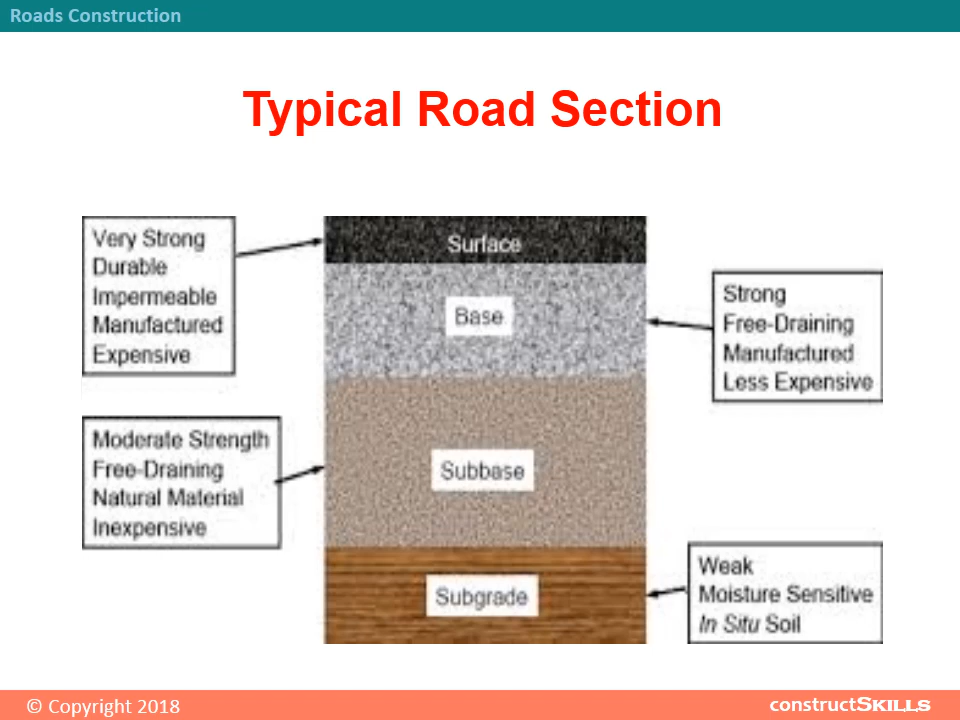 Roads Construction
Typical Road Section
Very Strong
Durable
Impermeable
Manufactured
Expensive
Surface
Base
Strong
Free-Draining
Manufactured
Less Expensive
Moderate Strength
Free-Draining
Natural Material
Inexpensive
Subbase
Subgrade
Weak
Moisture Sensitive
In Situ Soil
© Copyright 2018
constructSKILLS